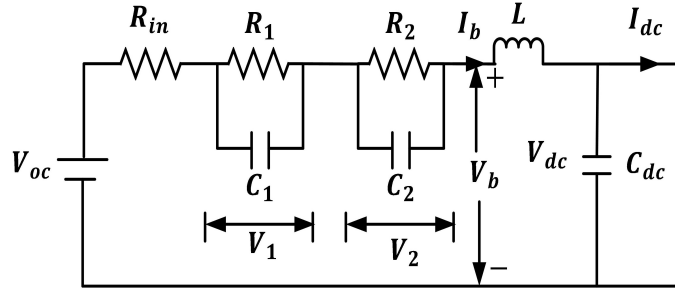 R_in R_1 R_2 I_b L I_dc
+
V_oc C_1 C_2 V_b V_dc C_dc
V_1 V_2
−